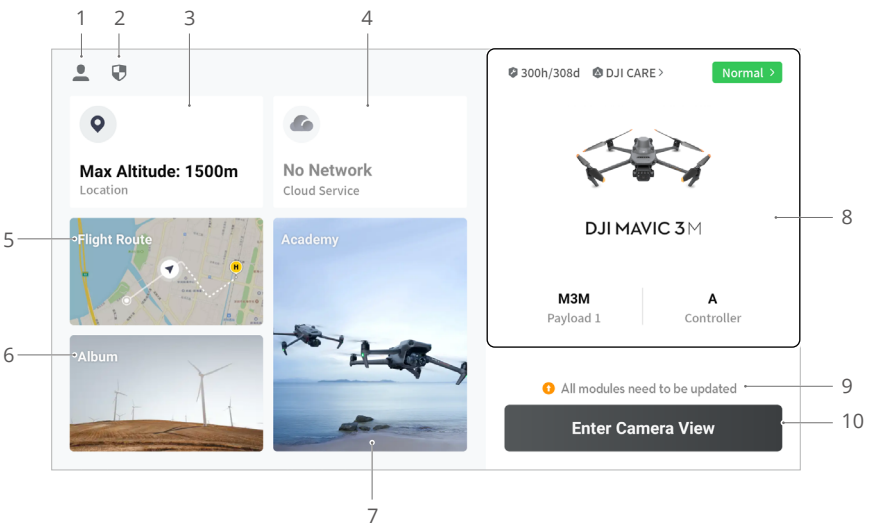 1
2
3
4
300h/308d
DJI CARE >
Normal >
Max Altitude: 1500m
Location
No Network
Cloud Service
8
DJI MAVIC 3M
5
Flight Route
H
Academy
M3M
Payload 1
A
Controller
6
Album
All modules need to be updated
9
Enter Camera View
10
7